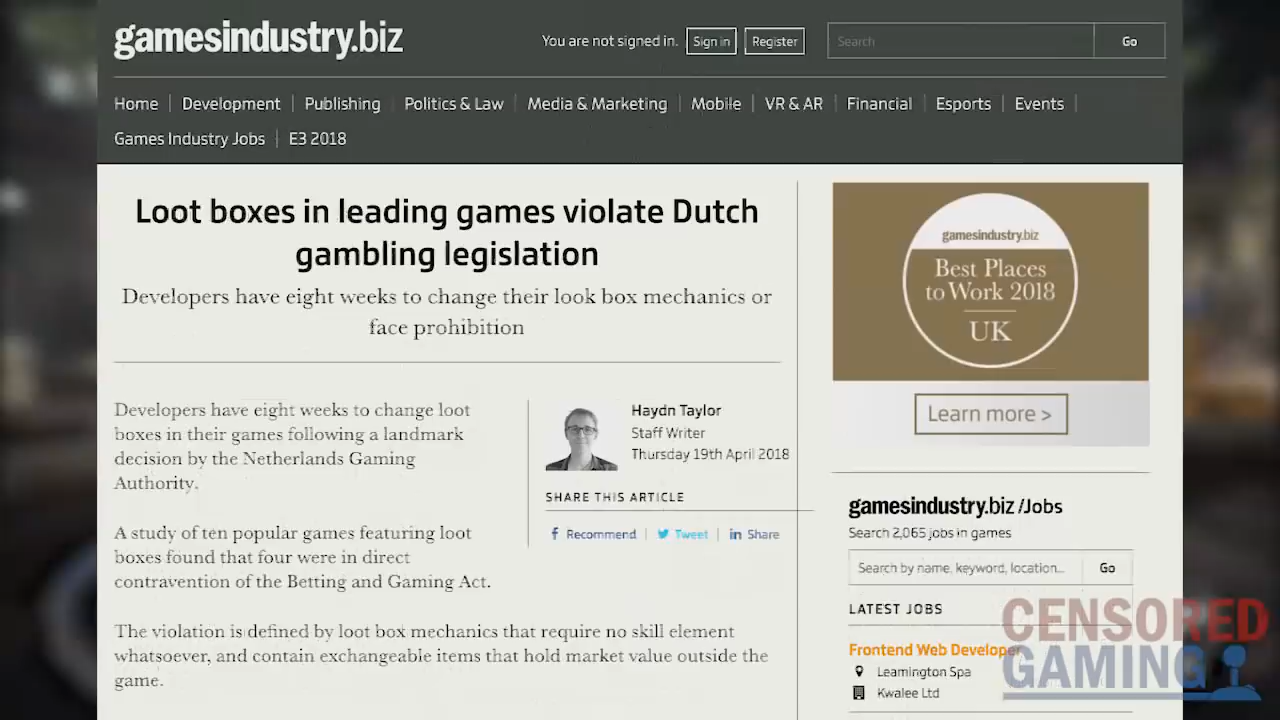 gamesindustry.biz
You are not signed in. Sign in Register
Search Go
Home Development Publishing Politics & Law Media & Marketing Mobile VR & AR Financial Esports Events
Games Industry Jobs E3 2018
Loot boxes in leading games violate Dutch
gambling legislation
Developers have eight weeks to change their look box mechanics or
face prohibition
Developers have eight weeks to change loot
boxes in their games following a landmark
decision by the Netherlands Gaming
Authority.
A study of ten popular games featuring loot
boxes found that four were in direct
contravention of the Betting and Gaming Act.
The violation is defined by loot box mechanics that require no skill element
whatsoever, and contain exchangeable items that hold market value outside the
game.
Haydn Taylor
Staff Writer
Thursday 19th April 2018
SHARE THIS ARTICLE
Recommend Tweet Share
gamesindustry.biz
Best Places
to Work 2018
UK
Learn more >
gamesindustry.biz /Jobs
Search 2,065 jobs in games
Search by name, keyword, location... Go
LATEST JOBS
Frontend Web Developer
Leamington Spa
Kwalee Ltd
CENSORED
GAMING